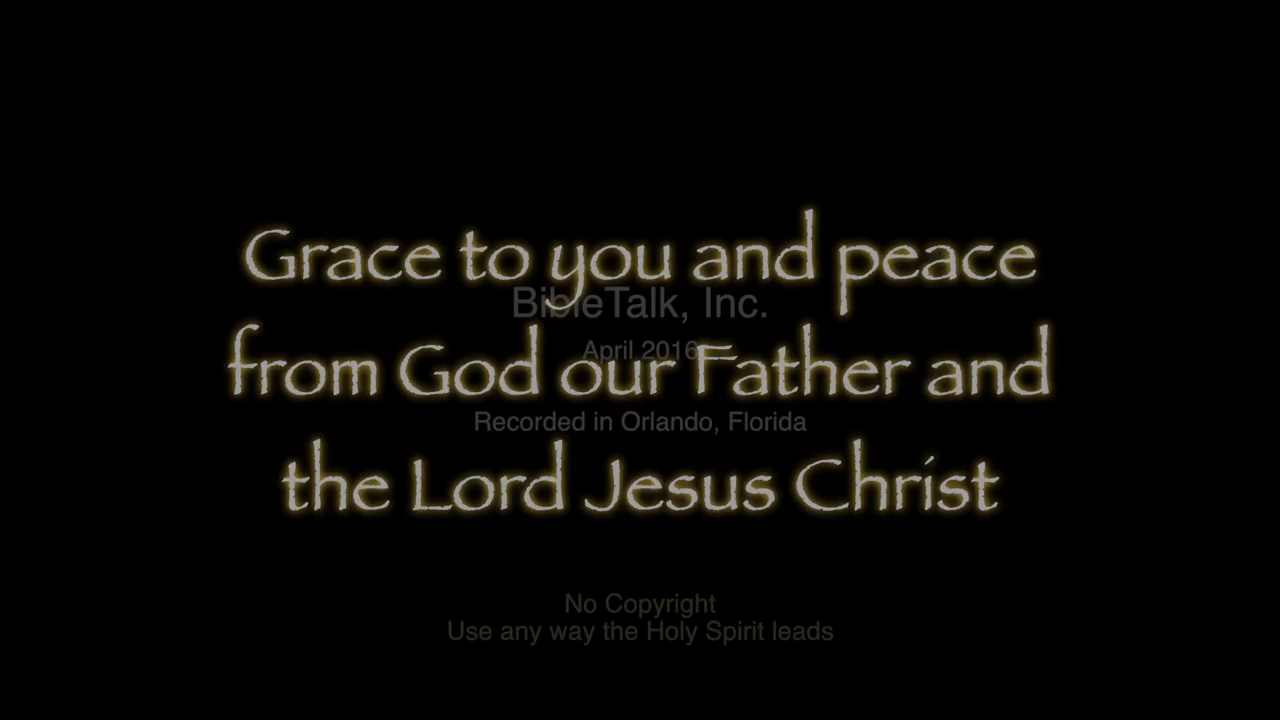 Grace to you and peace
BibleTalk, Inc.
April 2016
from God our Father and
Recorded in Orlando, Florida
the Lord Jesus Christ
No Copyright
Use any way the Holy Spirit leads